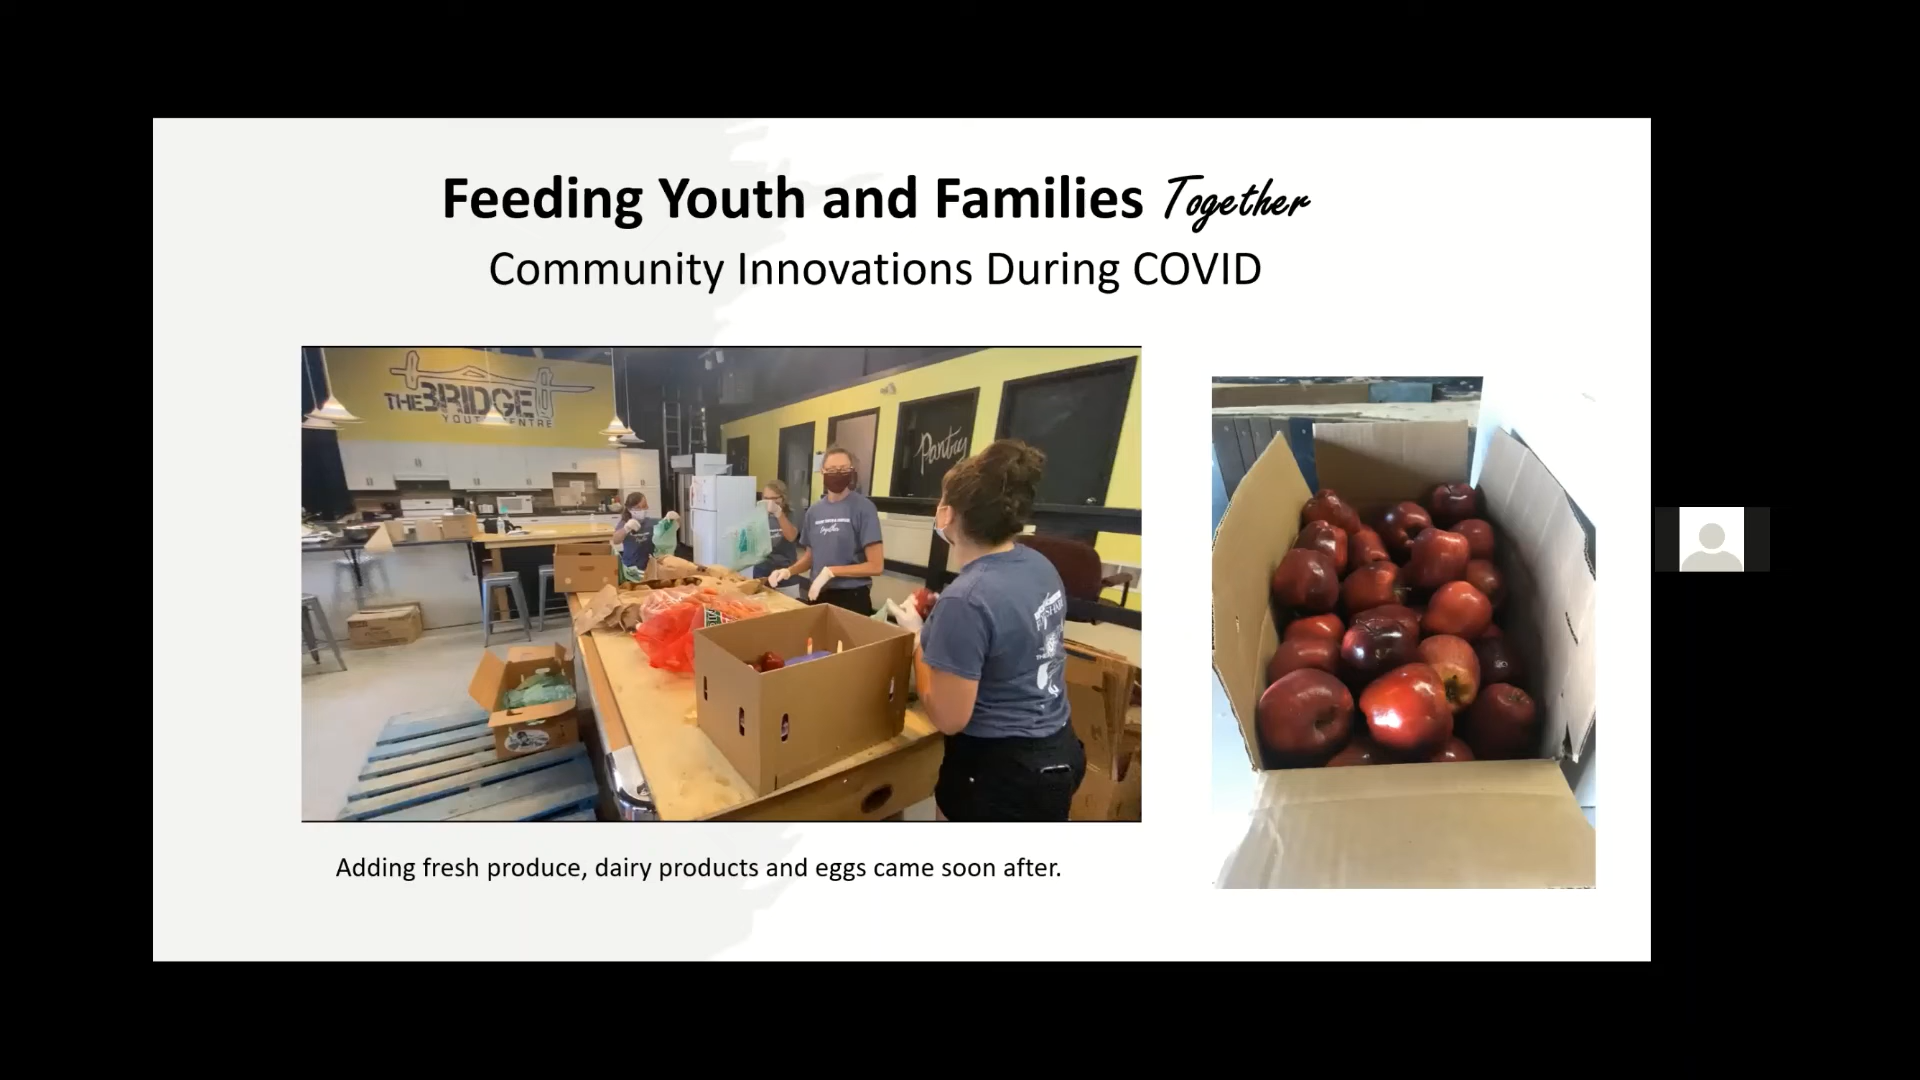 Feeding Youth and Families Together
Community Innovations During COVID
THE BRIDGE
YOUTH CENTRE
Pantry
Together
Adding fresh produce, dairy products and eggs came soon after.